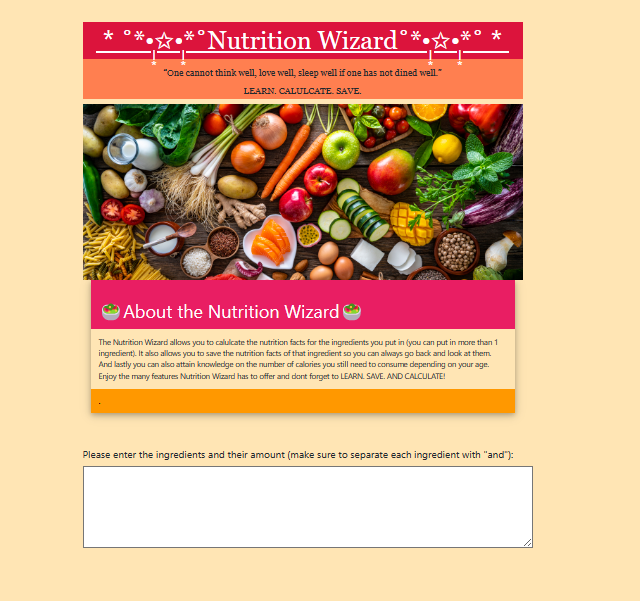 * ˚*•̩̩͙✩•̩̩͙*˚Nutrition Wizard˚*•̩̩͙✩•̩̩͙*˚ *
"One cannot think well, love well, sleep well if one has not dined well."
LEARN. CALULCATE. SAVE.
🥗About the Nutrition Wizard🥗
The Nutrition Wizard allows you to calulcate the nutrition facts for the ingredients you put in (you can put in more than 1
ingredient). It also allows you to save the nutrition facts of that ingredient so you can always go back and look at them.
And lastly you can also attain knowledge on the number of calories you still need to consume depending on your age.
Enjoy the many features Nutrition Wizard has to offer and dont forget to LEARN. SAVE. AND CALCULATE!
.
Please enter the ingredients and their amount (make sure to separate each ingredient with "and"):